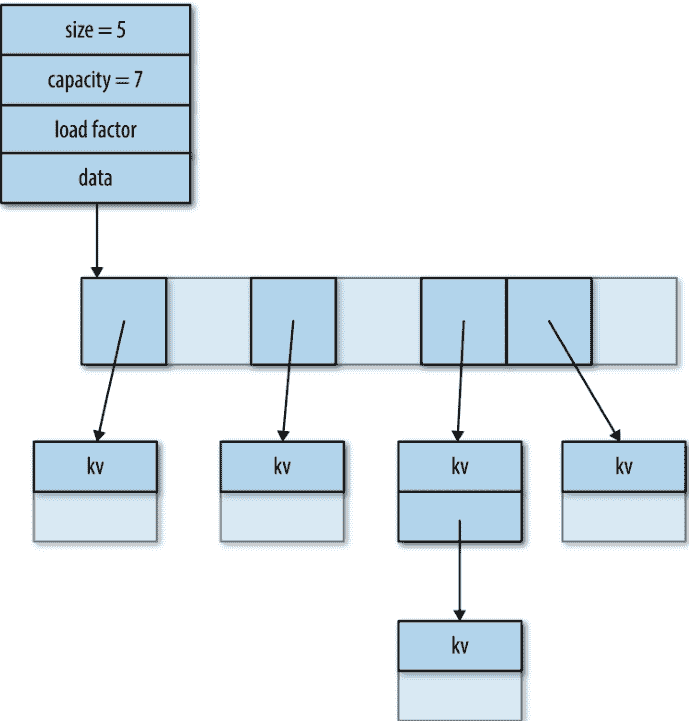 size = 5
capacity = 7
load factor
data
kv
kv
kv
kv
kv